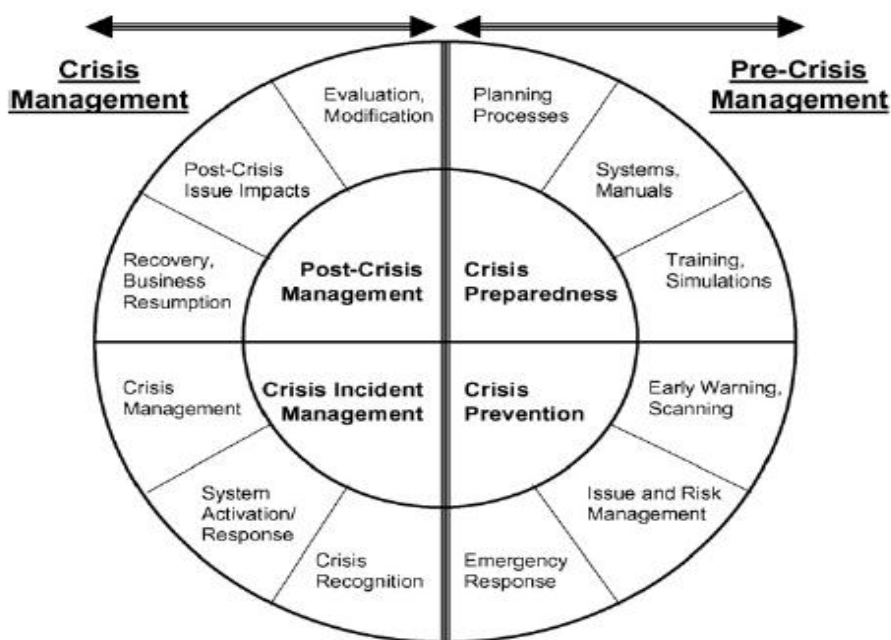 Crisis
Management
Pre-Crisis
Management
Evaluation,
Modification
Planning
Processes
Post-Crisis
Issue Impacts
Systems,
Manuals
Recovery,
Business
Resumption
Training,
Simulations
Post-Crisis
Management
Crisis
Preparedness
Crisis Incident
Management
Crisis
Prevention
Crisis
Management
Early Warning,
Scanning
System
Activation/
Response
Issue and Risk
Management
Crisis
Recognition
Emergency
Response